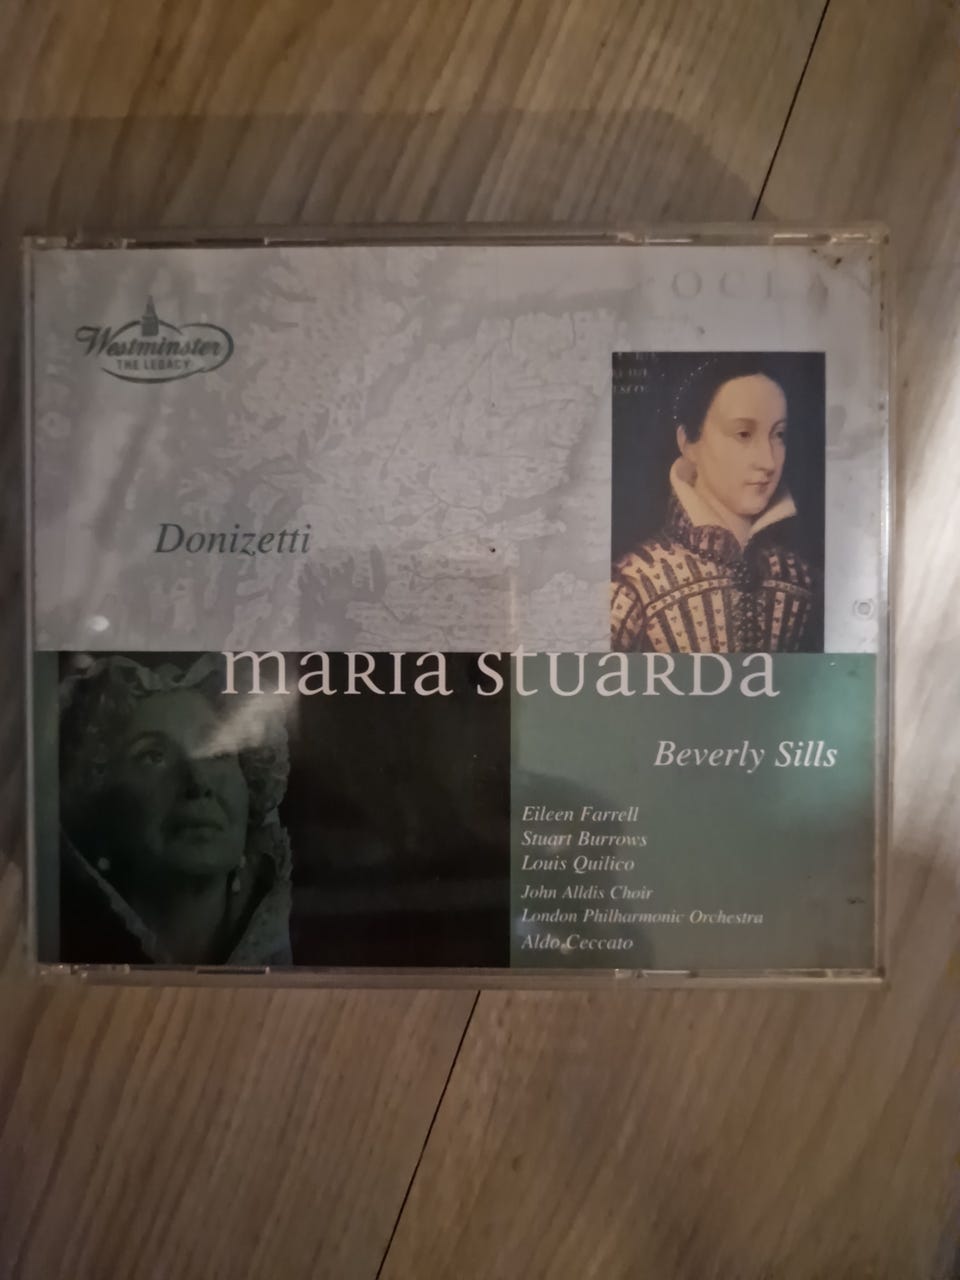 OCEAN
Westminster
THE LEGACY
Donizetti
maRIa stUaRDa
Beverly Sills
Eileen Farrell
Stuart Burrows
Louis Quilico
John Alldis Choir
London Philharmonic Orchestra
Aldo Ceccato